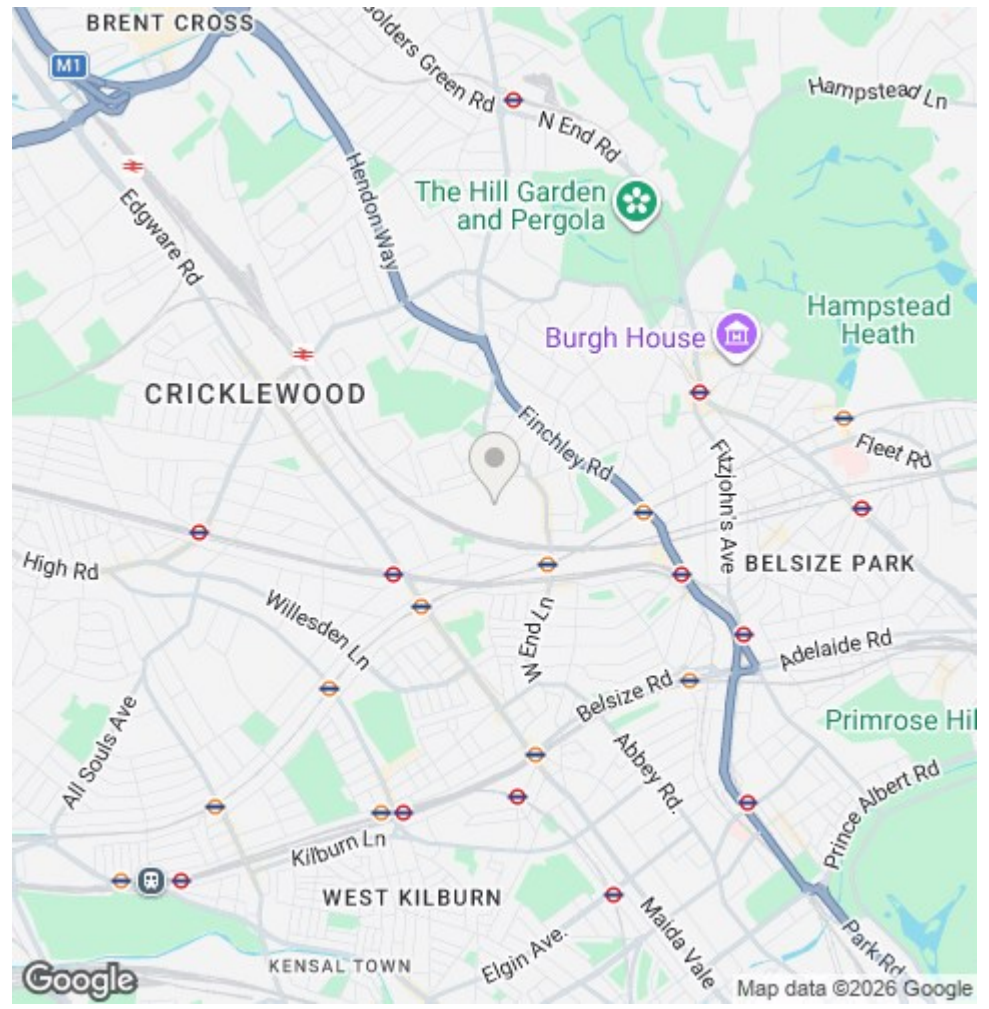 BRENT CROSS
M1
Golders Green Rd
Hampstead Ln
N End Rd
Hendon Way
The Hill Garden
and Pergola
Edgware Rd
Hampstead
Heath
Burgh House
CRICKLEWOOD
Finchley Rd
Fleet Rd
Fitzjohn's Ave
High Rd
BELSIZE PARK
Willesden Ln
W End Ln
Adelaide Rd
Belsize Rd
All Souls Ave
Primrose Hil
Abbey Rd.
Prince Albert Rd
Kilburn Ln
WEST KILBURN
Maida Vale
Elgin Ave.
Park Rd
KENSAL TOWN
Google
Map data ©2026 Google